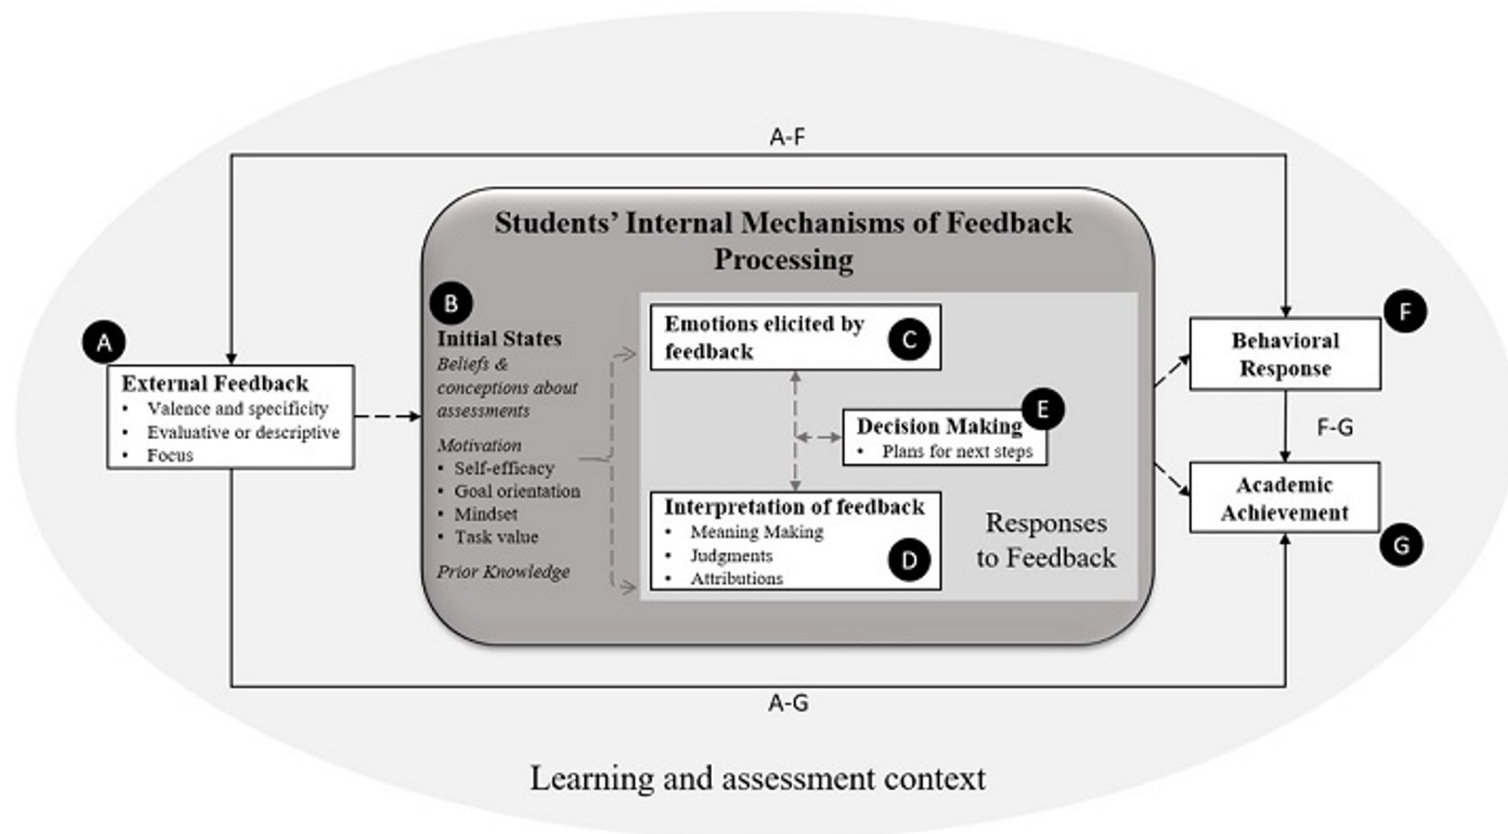 A-F
Students’ Internal Mechanisms of Feedback
Processing
A
External Feedback
• Valence and specificity
• Evaluative or descriptive
• Focus
B
Initial States
Beliefs &
conceptions about
assessments
Motivation
• Self-efficacy
• Goal orientation
• Mindset
• Task value
Prior Knowledge
Emotions elicited by
feedback
C
E
Decision Making
• Plans for next steps
Interpretation of feedback
• Meaning Making
• Judgments
• Attributions
D
Responses
to Feedback
F
Behavioral
Response
F-G
Academic
Achievement
G
A-G
Learning and assessment context